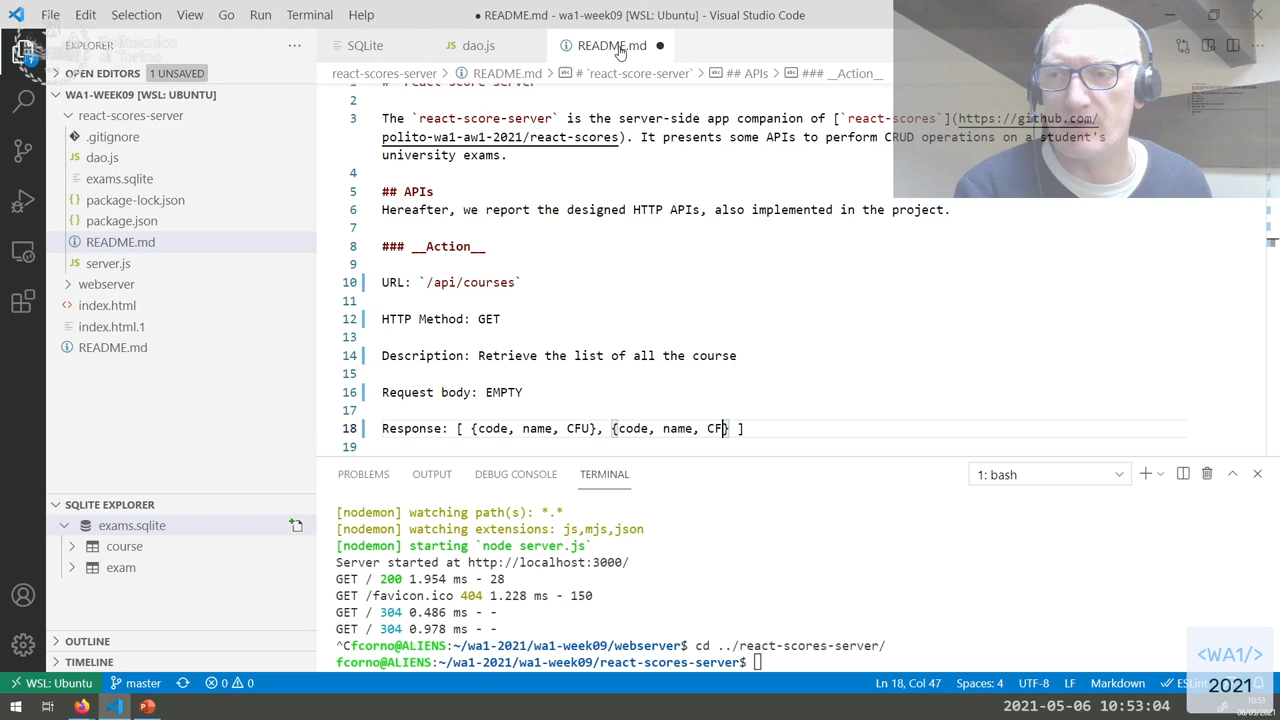 File Edit Selection View Go Run Terminal Help
● README.md - wa1-week09 [WSL: Ubuntu] - Visual Studio Code
Politecnico
di Torino
EXPLORER
OPEN EDITORS 1 UNSAVED
WA1-WEEK09 [WSL: UBUNTU]
react-scores-server
.gitignore
dao.js
exams.sqlite
package-lock.json
package.json
README.md
server.js
webserver
index.html
index.html.1
README.md
SQLITE EXPLORER
exams.sqlite
course
exam
OUTLINE
TIMELINE
SQLite dao.js README.md ●
react-scores-server > README.md > # `react-score-server` > ## APIs > ### __Action__
1 # `react-score-server`
2
3 The `react-score-server` is the server-side app companion of [`react-scores`](https://github.com/
polito-wa1-aw1-2021/react-scores). It presents some APIs to perform CRUD operations on a student's
university exams.
4
5 ## APIs
6 Hereafter, we report the designed HTTP APIs, also implemented in the project.
7
8 ### __Action__
9
10 URL: `/api/courses`
11
12 HTTP Method: GET
13
14 Description: Retrieve the list of all the course
15
16 Request body: EMPTY
17
18 Response: [ {code, name, CFU}, {code, name, CF} ]
19
PROBLEMS OUTPUT DEBUG CONSOLE TERMINAL 1: bash
[nodemon] watching path(s): *.*
[nodemon] watching extensions: js,mjs,json
[nodemon] starting `node server.js`
Server started at http://localhost:3000/
GET / 200 1.954 ms - 28
GET /favicon.ico 404 1.228 ms - 150
GET / 304 0.486 ms - -
GET / 304 0.978 ms - -
^Cfcorno@ALIENS:~/wa1-2021/wa1-week09/webserver$ cd ../react-scores-server/
fcorno@ALIENS:~/wa1-2021/wa1-week09/react-scores-server$
WSL: Ubuntu master 0 0 Ln 18, Col 47 Spaces: 4 UTF-8 LF Markdown ESLint
<WA1/>
2021
2021-05-06 10:53:04
10:53
06/05/2021